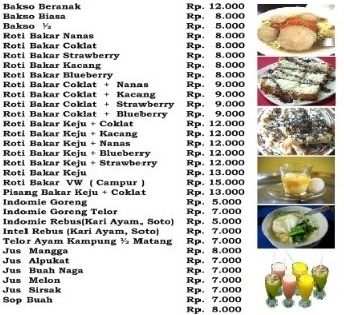 Bakso Beranak Rp. 12.000
Bakso Biasa Rp. 8.000
Bakso ½ Rp. 5.000
Roti Bakar Nanas Rp. 8.000
Roti Bakar Coklat Rp. 8.000
Roti Bakar Strawberry Rp. 8.000
Roti Bakar Kacang Rp. 8.000
Roti Bakar Blueberry Rp. 8.000
Roti Bakar Coklat + Nanas Rp. 9.000
Roti Bakar Coklat + Kacang Rp. 9.000
Roti Bakar Coklat + Strawberry Rp. 9.000
Roti Bakar Coklat + Blueberry Rp. 9.000
Roti Bakar Keju + Coklat Rp. 12.000
Roti Bakar Keju + Kacang Rp. 12.000
Roti Bakar Keju + Nanas Rp. 12.000
Roti Bakar Keju + Blueberry Rp. 12.000
Roti Bakar Keju + Strawberry Rp. 12.000
Roti Bakar Keju Rp. 13.000
Roti Bakar VW ( Campur ) Rp. 15.000
Pisang Bakar Keju + Coklat Rp. 13.000
Indomie Goreng Rp. 5.000
Indomie Goreng Telor Rp. 7.000
Indomie Rebus(Kari Ayam, Soto) Rp. 5.000
Intel Rebus (Kari Ayam, Soto) Rp. 7.000
Telor Ayam Kampung ½ Matang Rp. 7.000
Jus Mangga Rp. 8.000
Jus Alpukat Rp. 7.000
Jus Buah Naga Rp. 7.000
Jus Melon Rp. 7.000
Jus Sirsak Rp. 7.000
Sop Buah Rp. 7.000
Rp. 8.000